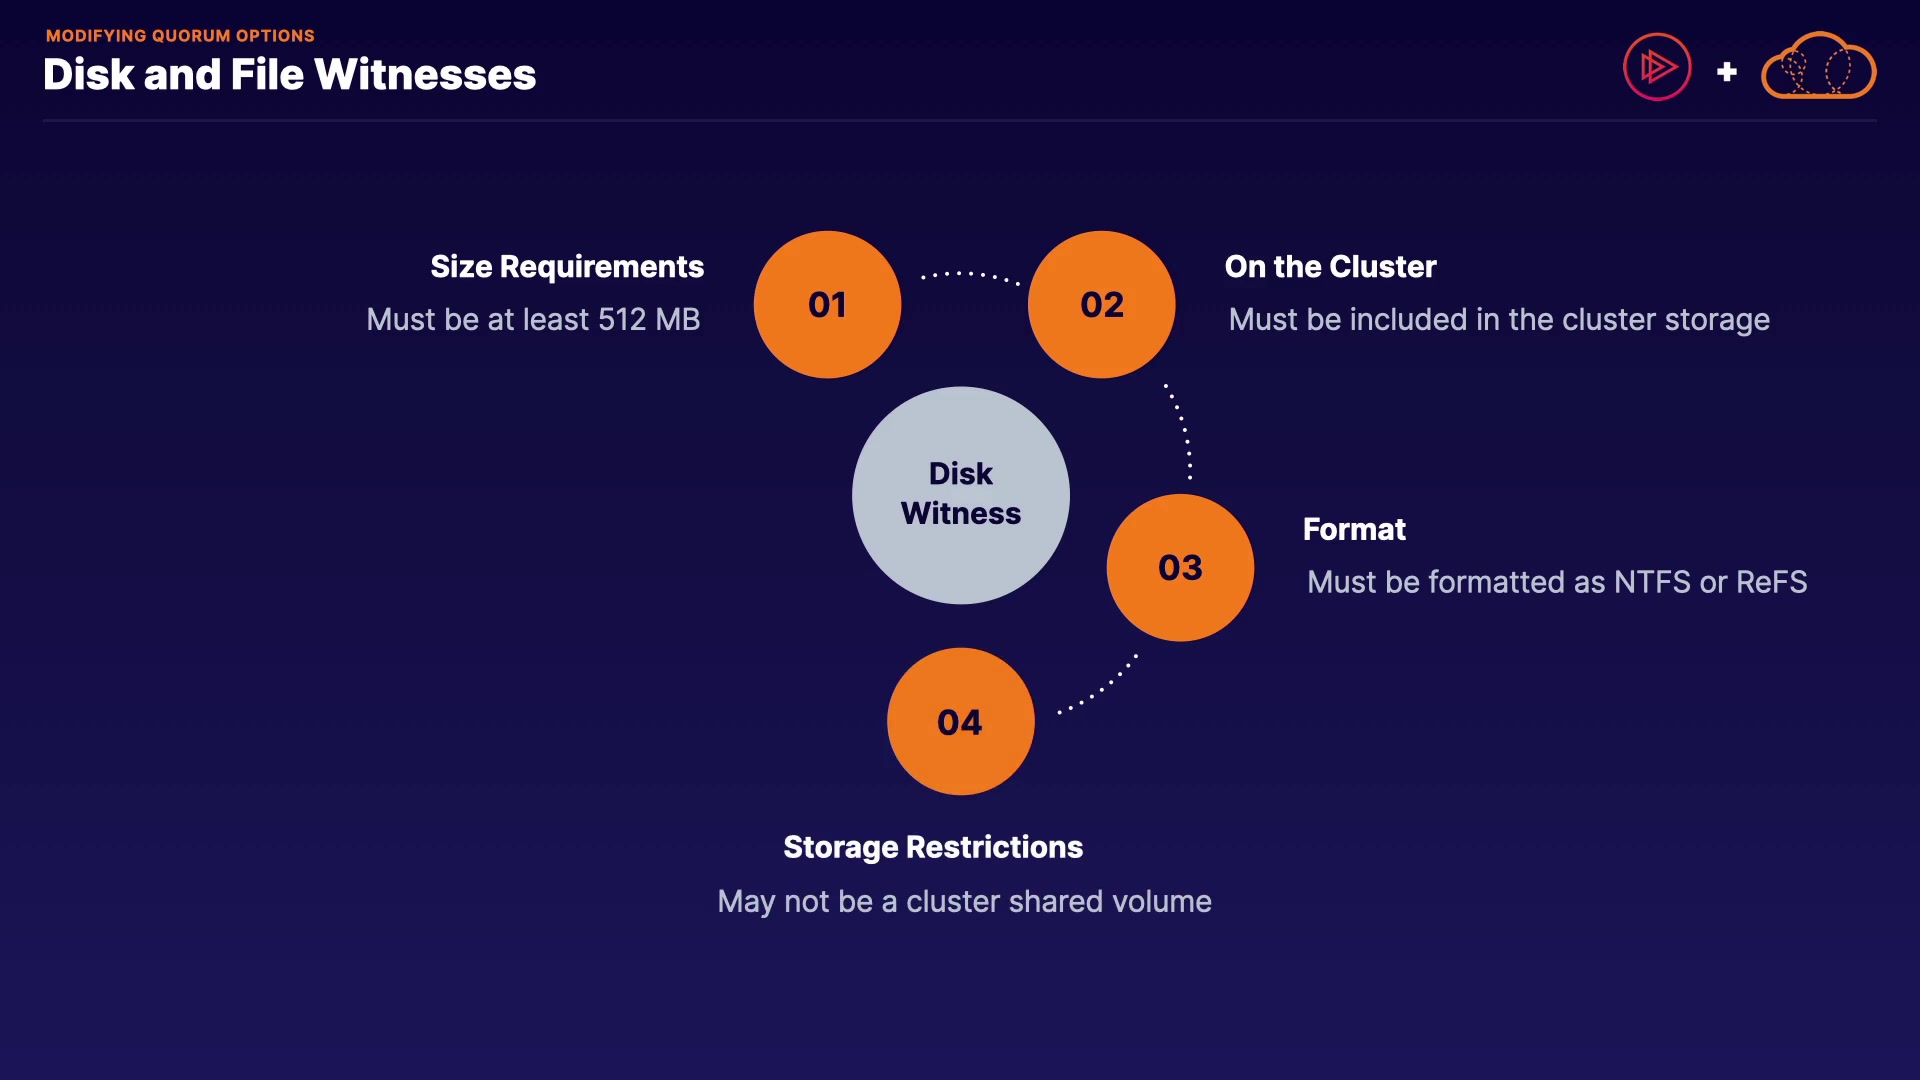 MODIFYING QUORUM OPTIONS
Disk and File Witnesses
Size Requirements
Must be at least 512 MB
01
02
On the Cluster
Must be included in the cluster storage
Disk
Witness
03
Format
Must be formatted as NTFS or ReFS
04
Storage Restrictions
May not be a cluster shared volume